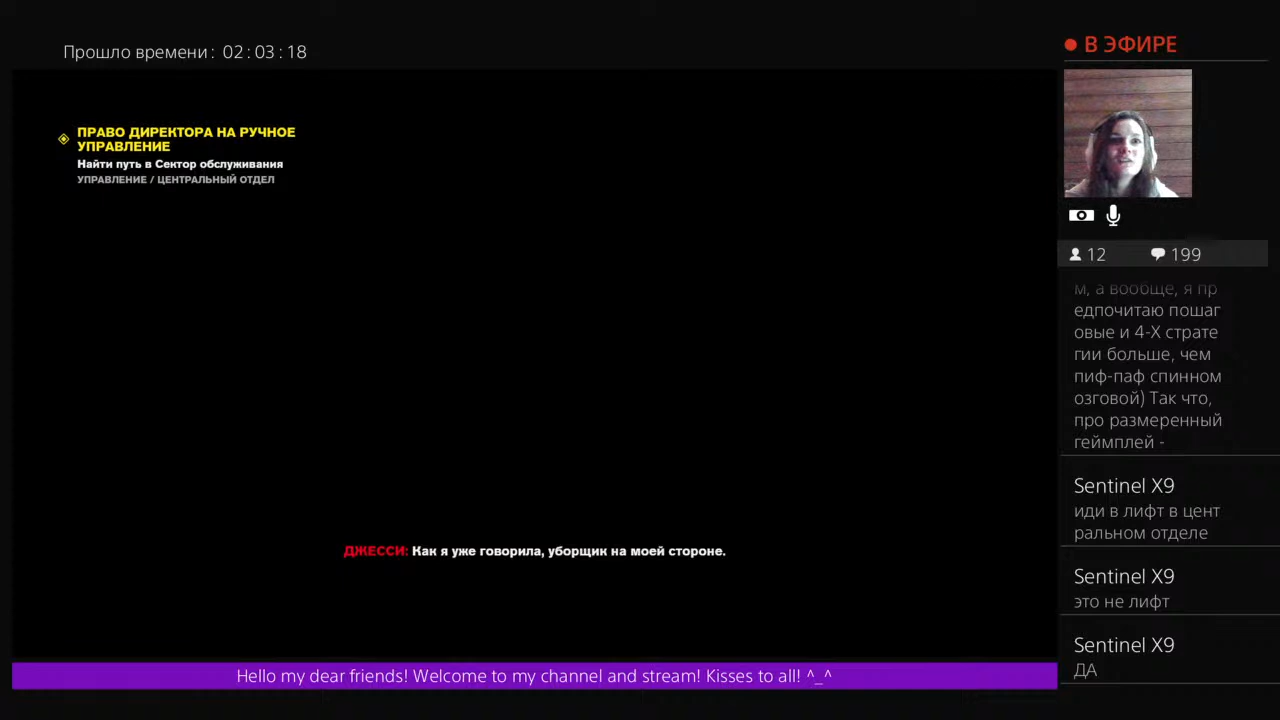 Прошло времени: 02:03:18
В ЭФИРЕ
ПРАВО ДИРЕКТОРА НА РУЧНОЕ
УПРАВЛЕНИЕ
Найти путь в Сектор обслуживания
УПРАВЛЕНИЕ / ЦЕНТРАЛЬНЫЙ ОТДЕЛ
ДЖЕССИ: Как я уже говорила, уборщик на моей стороне.
Hello my dear friends! Welcome to my channel and stream! Kisses to all! ^_^
12
199
м, а вообще, я пр
едпочитаю пошаг
овые и 4-Х страте
гии больше, чем
пиф-паф спинном
озговой) Так что,
про размеренный
геймплей -
Sentinel X9
иди в лифт в цент
ральном отделе
Sentinel X9
это не лифт
Sentinel X9
ДА